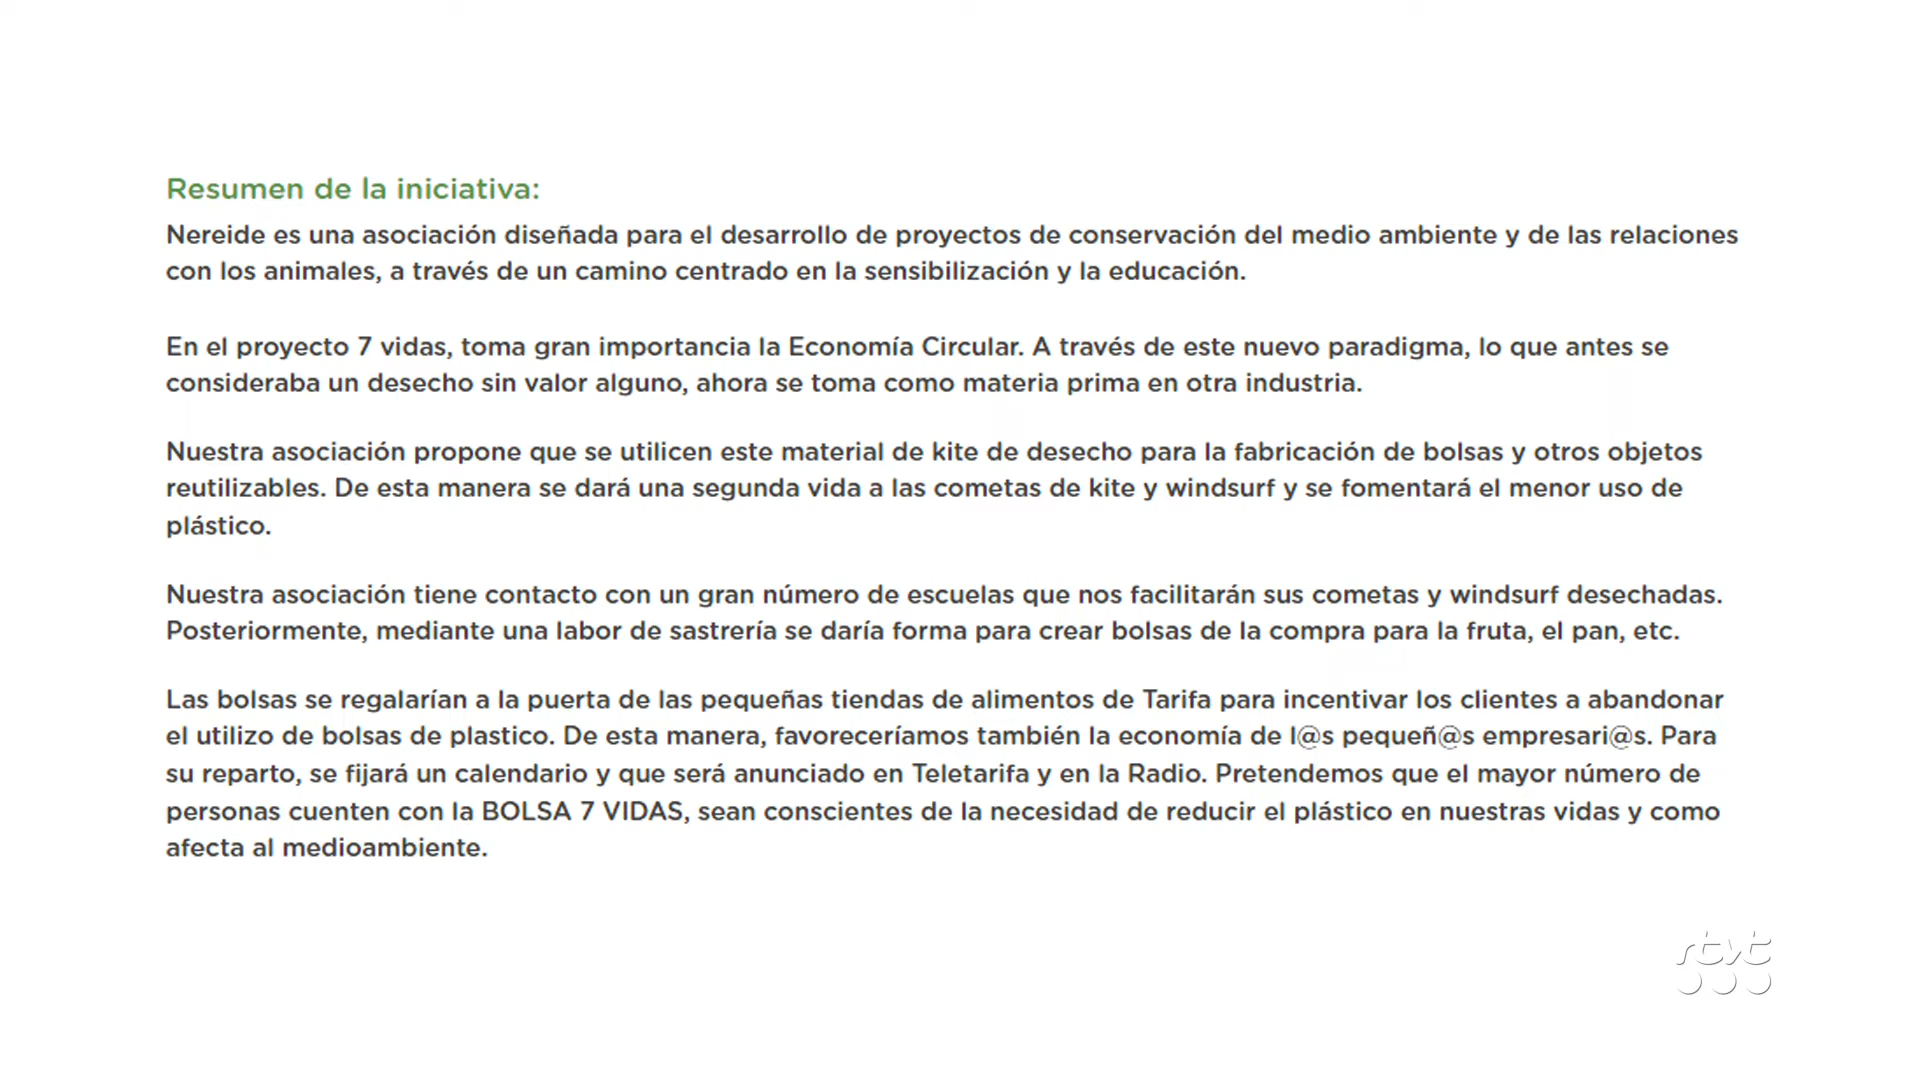 Resumen de la iniciativa:
Nereide es una asociación diseñada para el desarrollo de proyectos de conservación del medio ambiente y de las relaciones
con los animales, a través de un camino centrado en la sensibilización y la educación.
En el proyecto 7 vidas, toma gran importancia la Economía Circular. A través de este nuevo paradigma, lo que antes se
consideraba un desecho sin valor alguno, ahora se toma como materia prima en otra industria.
Nuestra asociación propone que se utilicen este material de kite de desecho para la fabricación de bolsas y otros objetos
reutilizables. De esta manera se dará una segunda vida a las cometas de kite y windsurf y se fomentará el menor uso de
plástico.
Nuestra asociación tiene contacto con un gran número de escuelas que nos facilitarán sus cometas y windsurf desechadas.
Posteriormente, mediante una labor de sastrería se daría forma para crear bolsas de la compra para la fruta, el pan, etc.
Las bolsas se regalarían a la puerta de las pequeñas tiendas de alimentos de Tarifa para incentivar los clientes a abandonar
el utilizo de bolsas de plastico. De esta manera, favoreceríamos también la economía de l@s pequeñ@s empresari@s. Para
su reparto, se fijará un calendario y que será anunciado en Teletarifa y en la Radio. Pretendemos que el mayor número de
personas cuenten con la BOLSA 7 VIDAS, sean conscientes de la necesidad de reducir el plástico en nuestras vidas y como
afecta al medioambiente.
rtvt